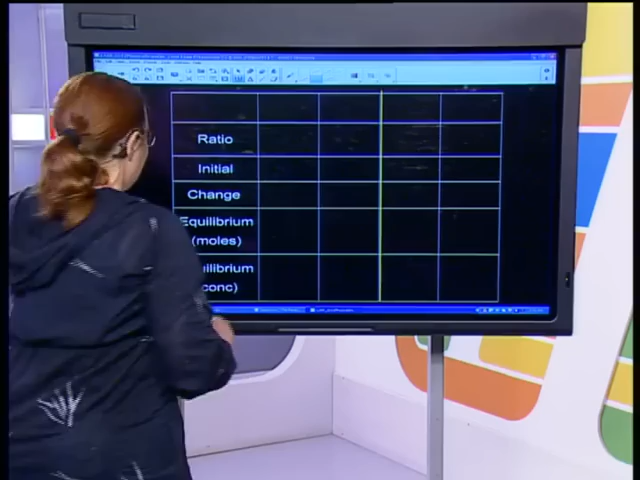 Ratio
Initial
Change
Equilibrium
(moles)
uilibrium
conc)